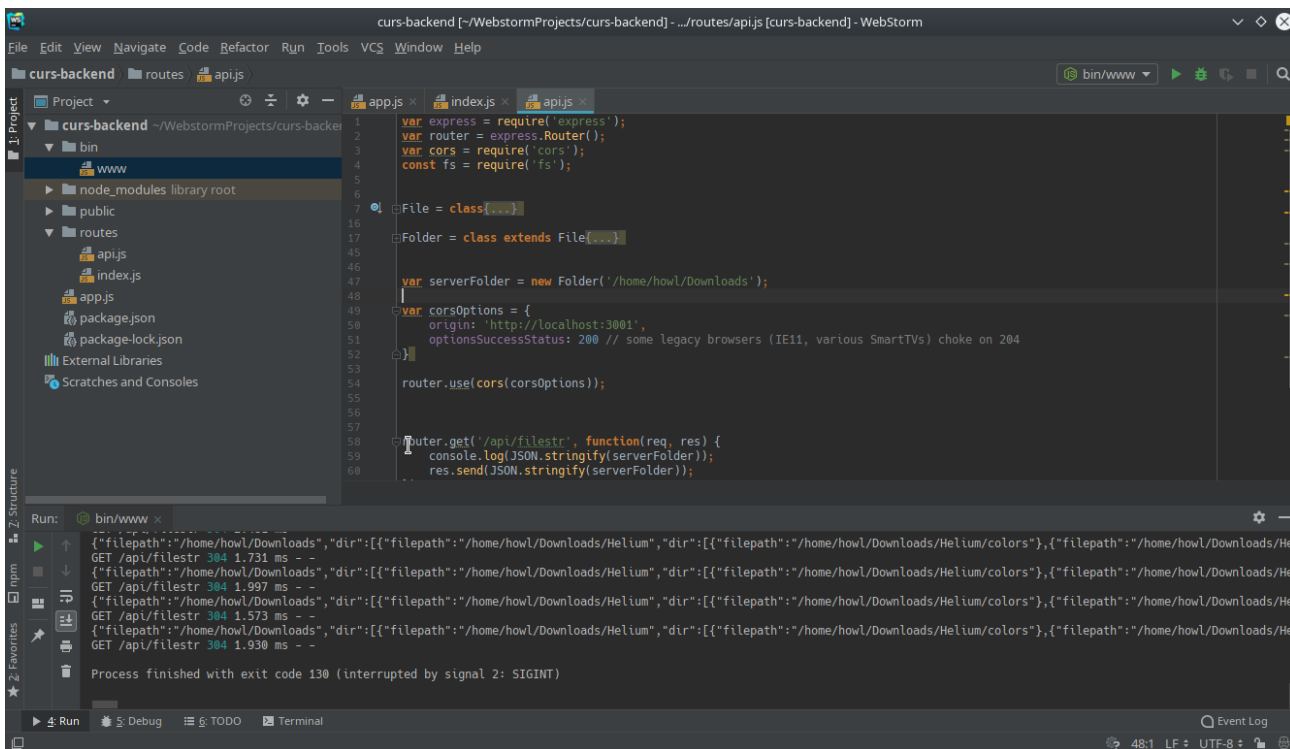 curs-backend [~/WebstormProjects/curs-backend] - .../routes/api.js [curs-backend] - WebStorm
File Edit View Navigate Code Refactor Run Tools VCS Window Help
curs-backend routes api.js bin/www
1: Project
Project
app.js index.js api.js
curs-backend ~/WebstormProjects/curs-backen
bin
www
node_modules library root
public
routes
api.js
index.js
app.js
package.json
package-lock.json
External Libraries
Scratches and Consoles
1 var express = require('express');
2 var router = express.Router();
3 var cors = require('cors');
4 const fs = require('fs');
5
6
7 File = class{...}
16
17 Folder = class extends File{...}
45
46
47 var serverFolder = new Folder('/home/howl/Downloads');
48
49 var corsOptions = {
50 origin: 'http://localhost:3001',
51 optionsSuccessStatus: 200 // some legacy browsers (IE11, various SmartTVs) choke on 204
52 }
53
54 router.use(cors(corsOptions));
55
56
57
58 router.get('/api/filestr', function(req, res) {
59 console.log(JSON.stringify(serverFolder));
60 res.send(JSON.stringify(serverFolder));
Z: Structure
npm
2: Favorites
Run: bin/www
{"filepath":"/home/howl/Downloads","dir":[{"filepath":"/home/howl/Downloads/Helium","dir":[{"filepath":"/home/howl/Downloads/Helium/colors"},{"filepath":"/home/howl/Downloads/He
GET /api/filestr 304 1.731 ms - -
{"filepath":"/home/howl/Downloads","dir":[{"filepath":"/home/howl/Downloads/Helium","dir":[{"filepath":"/home/howl/Downloads/Helium/colors"},{"filepath":"/home/howl/Downloads/He
GET /api/filestr 304 1.997 ms - -
{"filepath":"/home/howl/Downloads","dir":[{"filepath":"/home/howl/Downloads/Helium","dir":[{"filepath":"/home/howl/Downloads/Helium/colors"},{"filepath":"/home/howl/Downloads/He
GET /api/filestr 304 1.573 ms - -
{"filepath":"/home/howl/Downloads","dir":[{"filepath":"/home/howl/Downloads/Helium","dir":[{"filepath":"/home/howl/Downloads/Helium/colors"},{"filepath":"/home/howl/Downloads/He
GET /api/filestr 304 1.930 ms - -
Process finished with exit code 130 (interrupted by signal 2: SIGINT)
4: Run 5: Debug 6: TODO Terminal Event Log
48:1 LF UTF-8